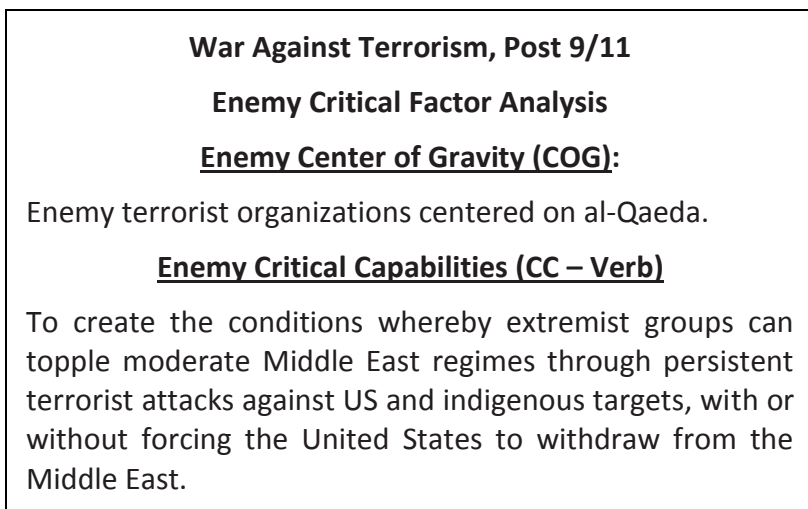 War Against Terrorism, Post 9/11
Enemy Critical Factor Analysis
Enemy Center of Gravity (COG):
Enemy terrorist organizations centered on al-Qaeda.
Enemy Critical Capabilities (CC – Verb)
To create the conditions whereby extremist groups can
topple moderate Middle East regimes through persistent
terrorist attacks against US and indigenous targets, with or
without forcing the United States to withdraw from the
Middle East.